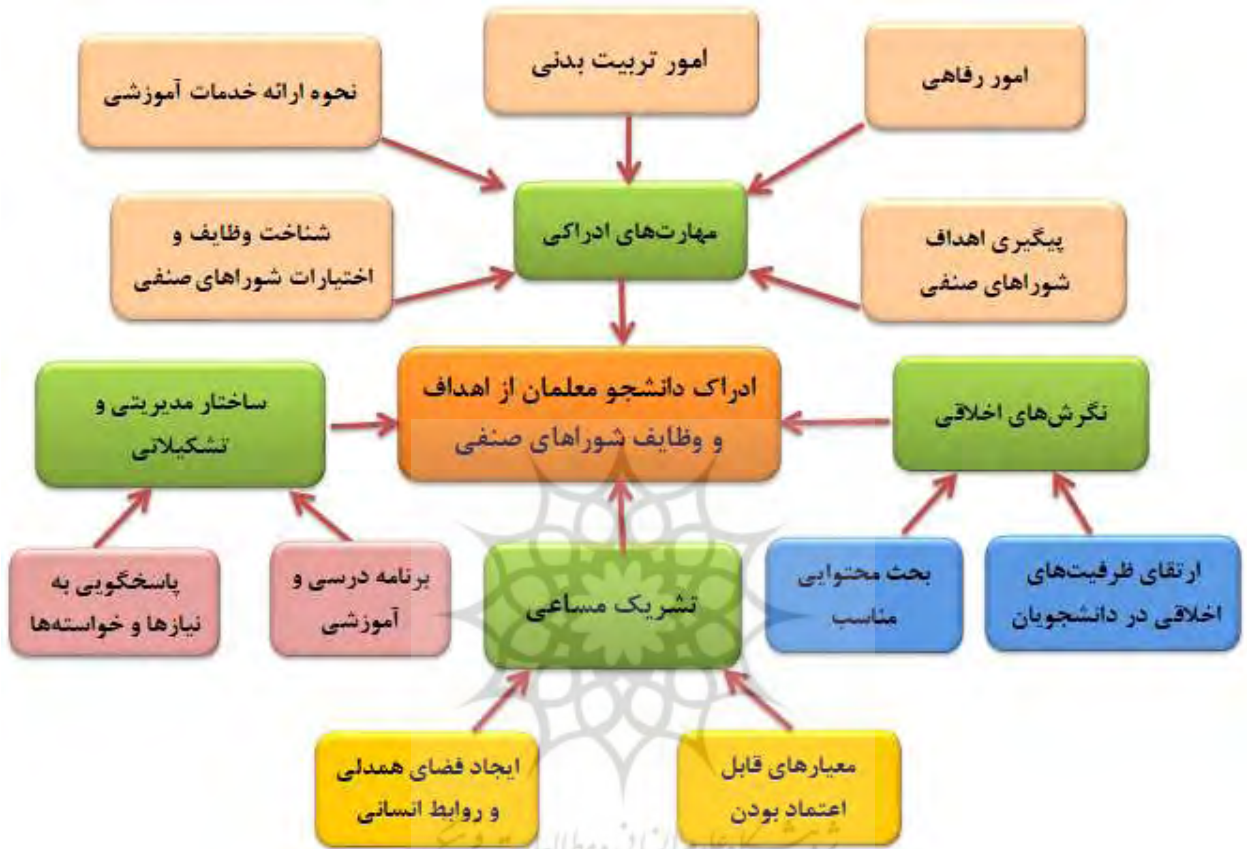 امور رفاهی
امور تربیت بدنی
نحوه ارائه خدمات آموزشی
مهارت‌های ادراکی
پیگیری اهداف
شوراهای صنفی
شناخت وظایف و
اختیارات شوراهای صنفی
نگرش‌های اخلاقی
ادراک دانشجو معلمان از اهداف
و وظایف شوراهای صنفی
ساختار مدیریتی و
تشکیلاتی
ارتقای ظرفیت‌های
اخلاقی در دانشجویان
بحث محتوایی
مناسب
تشریک مساعی
برنامه درسی و
آموزشی
پاسخگویی به
نیازها و خواسته‌ها
معیارهای قابل
اعتماد بودن
ایجاد فضای همدلی
و روابط انسانی